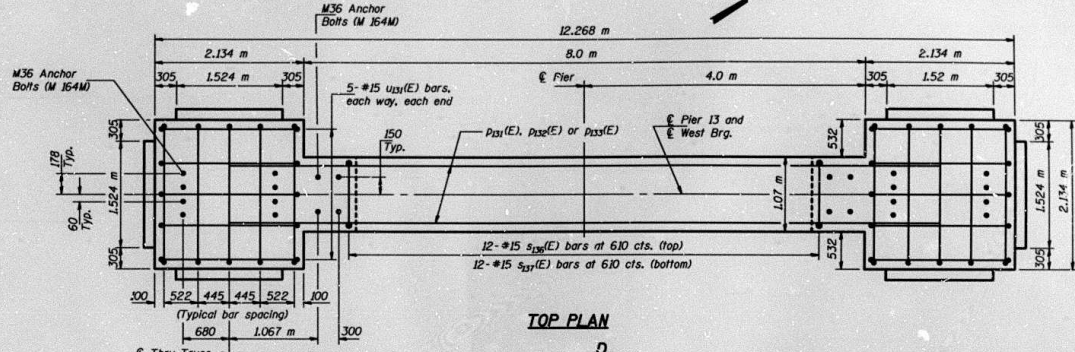 M36 Anchor
Bolts (M 164M)
12.268 m
2.134 m
8.0 m
2.134 m
M36 Anchor
Bolts (M 164M)
305
1.524 m
305
℄ Pier
4.0 m
305
1.52 m
305
5- #15 u131(E) bars,
each way, each end
150
Typ.
p131(E), p132(E) or p133(E)
℄ Pier 13 and
℄ West Brg.
305
178
Typ.
1.524 m
60
Typ.
305
532
1.07 m
532
305
1.524 m
2.134 m
305
12- #15 s136(E) bars at 610 cts. (top)
12- #15 s137(E) bars at 610 cts. (bottom)
522
445
445
522
100
(Typical bar spacing)
680
1.067 m
300
TOP PLAN